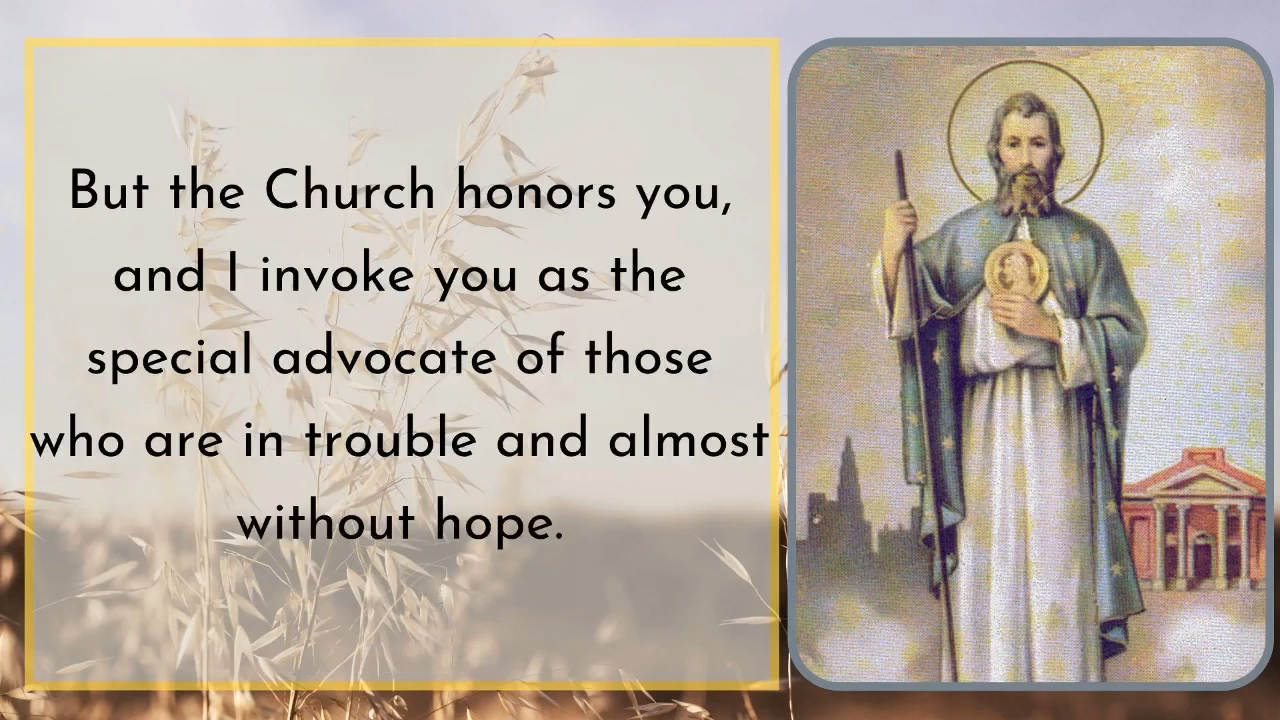 But the Church honors you,
and I invoke you as the
special advocate of those
who are in trouble and almost
without hope.